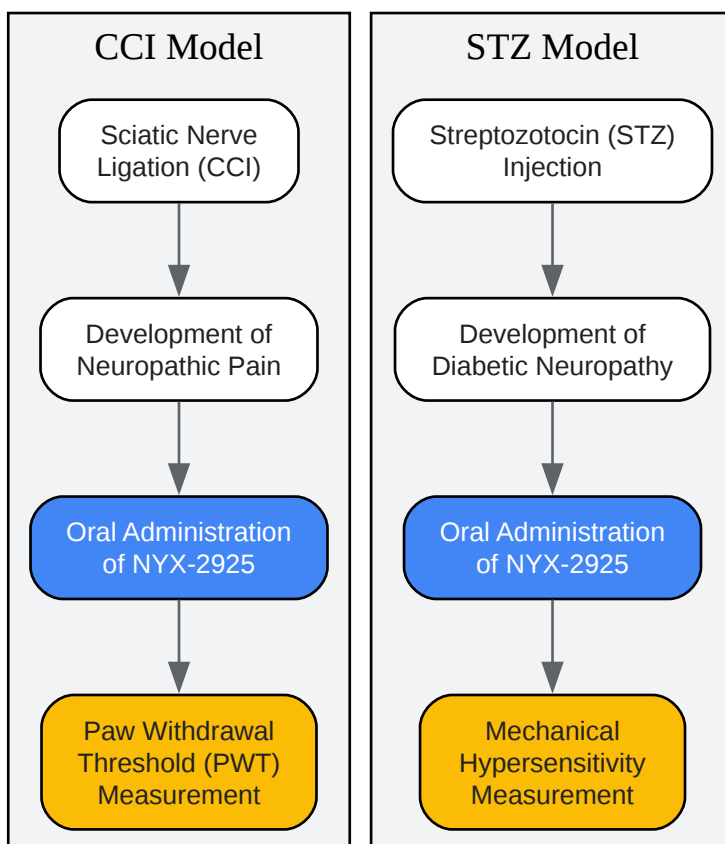 CCI Model
Sciatic Nerve
Ligation (CCI)
Development of
Neuropathic Pain
Oral Administration
of NYX-2925
Paw Withdrawal
Threshold (PWT)
Measurement
STZ Model
Streptozotocin (STZ)
Injection
Development of
Diabetic Neuropathy
Oral Administration
of NYX-2925
Mechanical
Hypersensitivity
Measurement